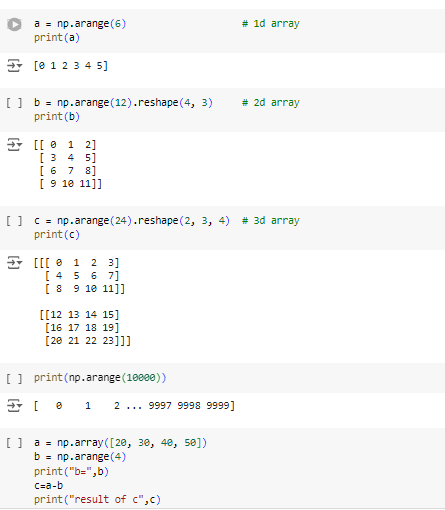 a = np.arange(6)                 # 1d array
print(a)
[0 1 2 3 4 5]
[ ] b = np.arange(12).reshape(4, 3)    # 2d array
print(b)
[[ 0  1  2]
 [ 3  4  5]
 [ 6  7  8]
 [ 9 10 11]]
[ ] c = np.arange(24).reshape(2, 3, 4)  # 3d array
print(c)
[[[ 0  1  2  3]
  [ 4  5  6  7]
  [ 8  9 10 11]]
 [[12 13 14 15]
  [16 17 18 19]
  [20 21 22 23]]]
[ ] print(np.arange(10000))
[   0    1    2 ... 9997 9998 9999]
[ ] a = np.array([20, 30, 40, 50])
b = np.arange(4)
print("b=",b)
c=a-b
print("result of c",c)